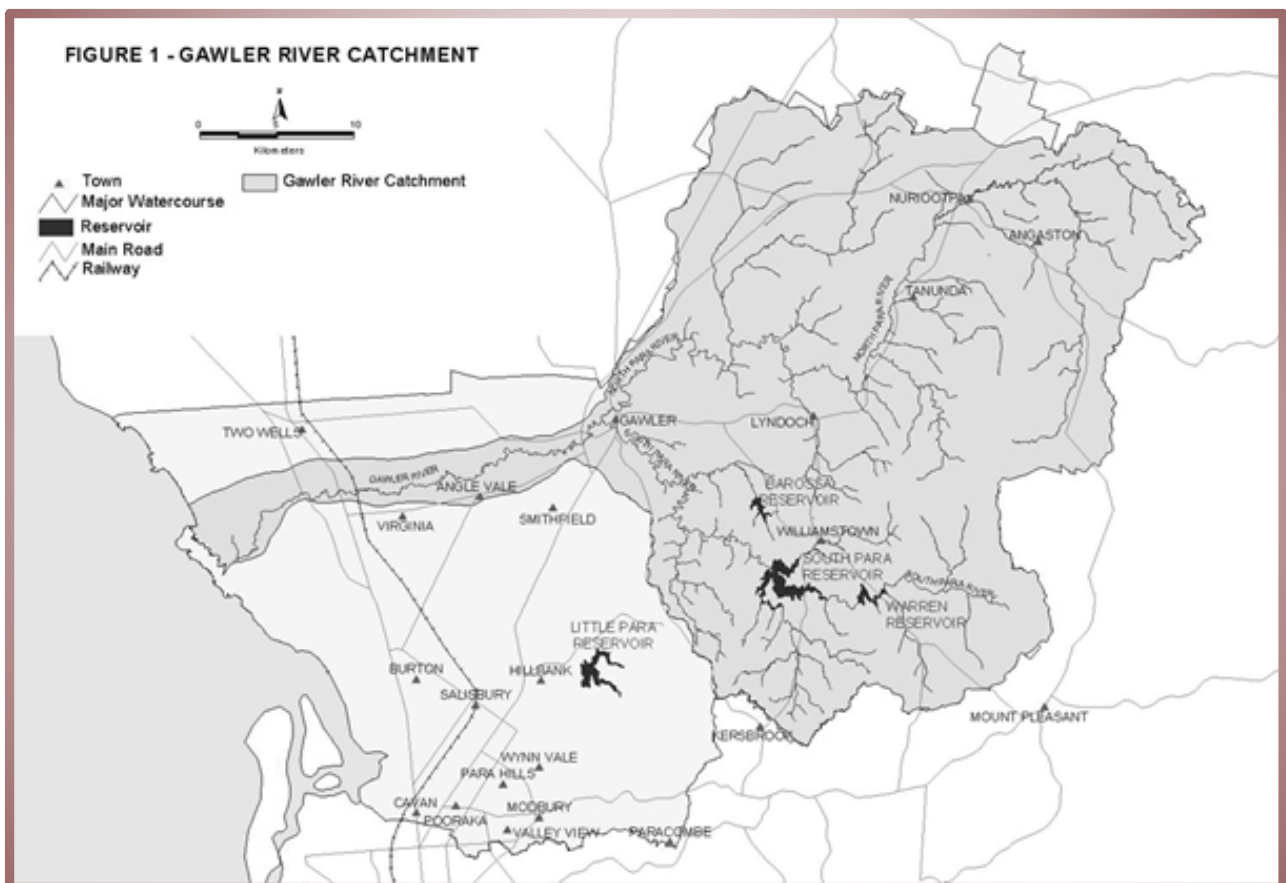 FIGURE 1 - GAWLER RIVER CATCHMENT
N
0 10
Kilometers
Town
Gawler River Catchment
Major Watercourse
Reservoir
Main Road
Railway
NURIOOTPA
ANGASTON
TANUNDA
NORTH PARA RIVER
NORTH PARA RIVER
GAWLER
LYNDOCH
TWO WELLS
SOUTH PARA RIVER
GAWLER RIVER
ANGLE VALE
BAROSSA
RESERVOIR
VIRGINIA
SMITHFIELD
WILLIAMSTOWN
SOUTH PARA
RESERVOIR
SOUTH PARA RIVER
WARREN
RESERVOIR
LITTLE PARA
RESERVOIR
BURTON
HILLBANK
SALISBURY
MOUNT PLEASANT
KERSBROOK
WYNN VALE
PARA HILLS
CAVAN
MODBURY
POORAKA
VALLEY VIEW
PARACOMBE